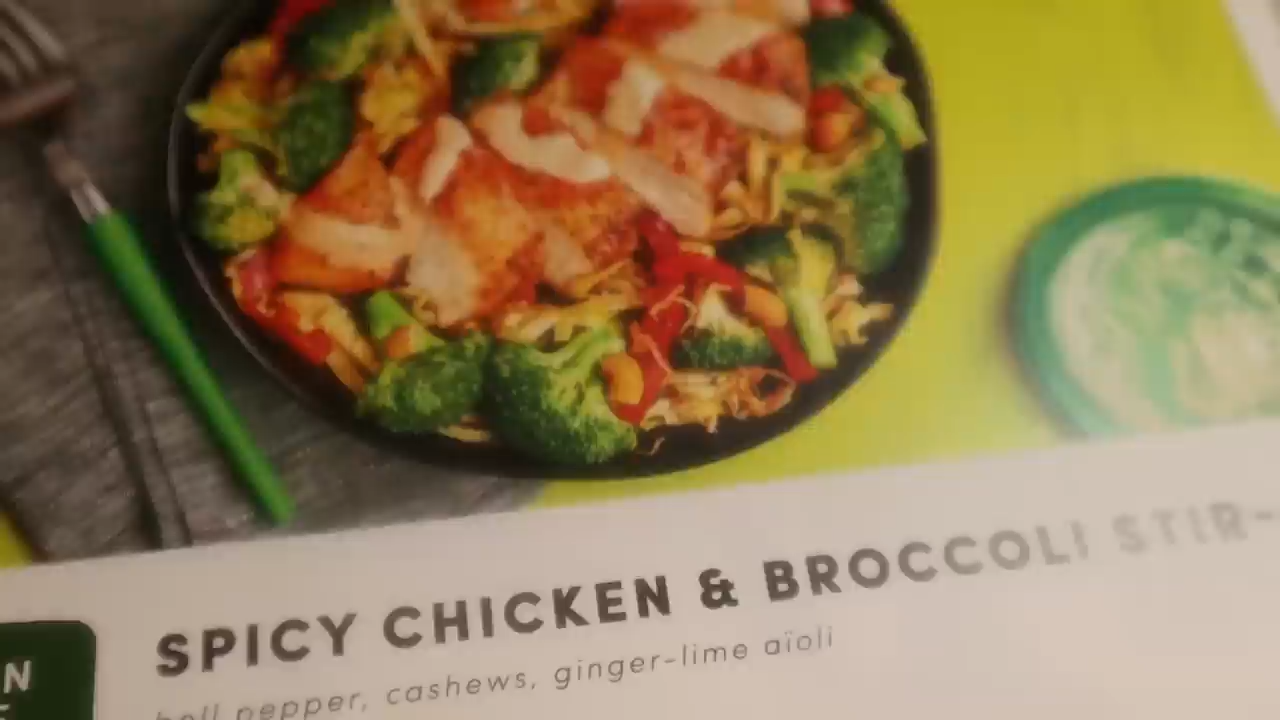 SPICY CHICKEN & BROCCOLI STIR-
bell pepper, cashews, ginger-lime aïoli
N